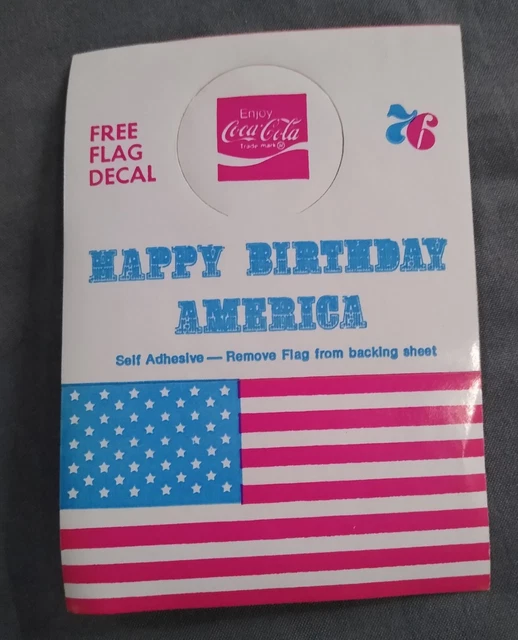 FREE
FLAG
DECAL
Enjoy
Coca-Cola
Trade-mark ®
76
HAPPY BIRTHDAY
AMERICA
Self Adhesive — Remove Flag from backing sheet